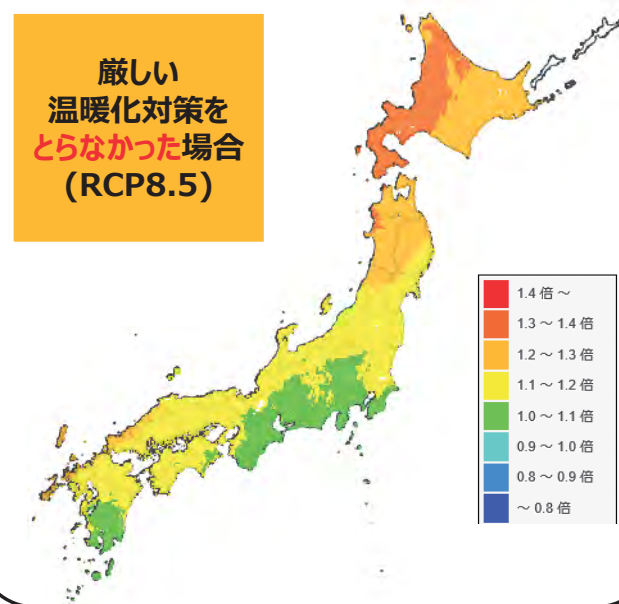 厳しい
温暖化対策を
とらなかった場合
(RCP8.5)
1.4 倍 ～
1.3 ～ 1.4 倍
1.2 ～ 1.3 倍
1.1 ～ 1.2 倍
1.0 ～ 1.1 倍
0.9 ～ 1.0 倍
0.8 ～ 0.9 倍
～ 0.8 倍